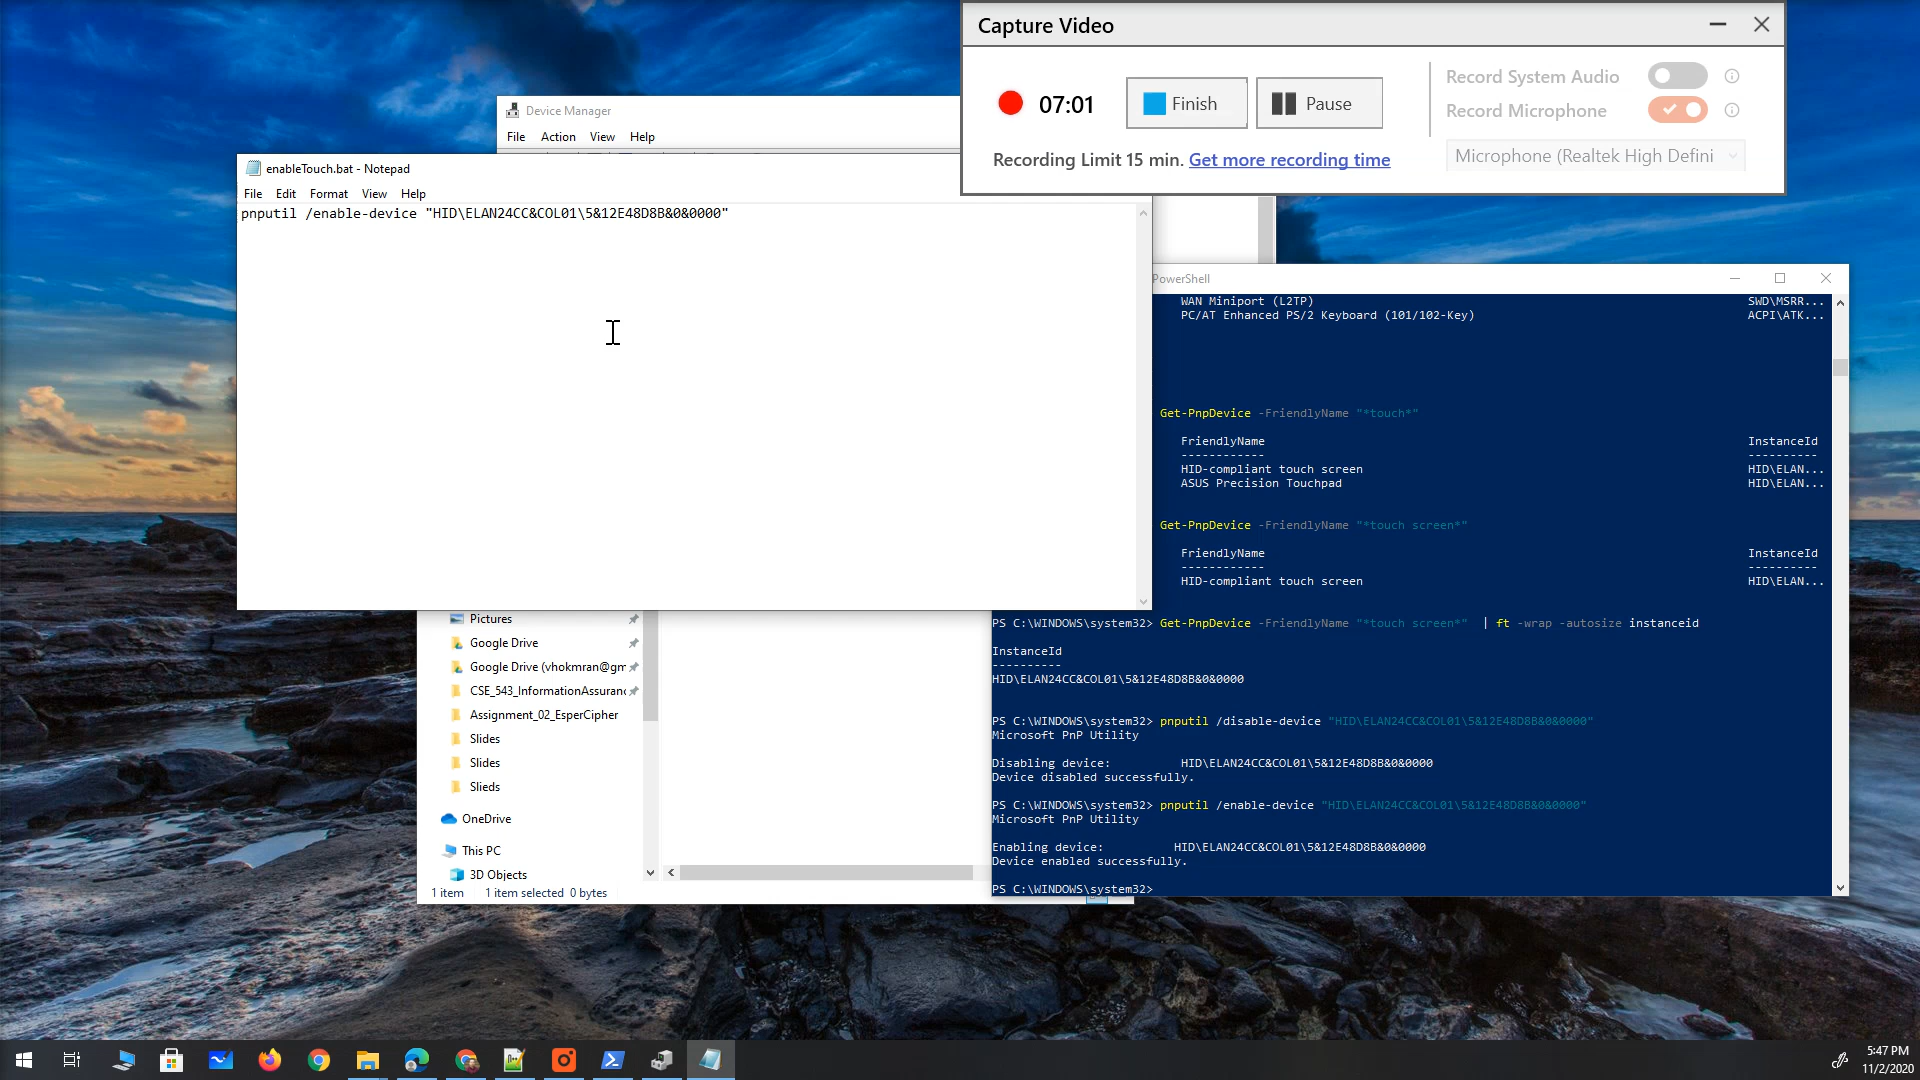 Capture Video
07:01
Finish
Pause
Record System Audio
Record Microphone
Recording Limit 15 min. Get more recording time
Microphone (Realtek High Defini
Device Manager
File Action View Help
enableTouch.bat - Notepad
File Edit Format View Help
pnputil /enable-device "HID\ELAN24CC&COL01\5&12E48D8B&0&0000"
PowerShell
WAN Miniport (L2TP) SWD\MSRR...
PC/AT Enhanced PS/2 Keyboard (101/102-Key) ACPI\ATK...
Get-PnpDevice -FriendlyName "*touch*"
FriendlyName InstanceId
------------ ----------
HID-compliant touch screen HID\ELAN...
ASUS Precision Touchpad HID\ELAN...
Get-PnpDevice -FriendlyName "*touch screen*"
FriendlyName InstanceId
------------ ----------
HID-compliant touch screen HID\ELAN...
PS C:\WINDOWS\system32> Get-PnpDevice -FriendlyName "*touch screen*" | ft -wrap -autosize instanceid
InstanceId
----------
HID\ELAN24CC&COL01\5&12E48D8B&0&0000
PS C:\WINDOWS\system32> pnputil /disable-device "HID\ELAN24CC&COL01\5&12E48D8B&0&0000"
Microsoft PnP Utility
Disabling device: HID\ELAN24CC&COL01\5&12E48D8B&0&0000
Device disabled successfully.
PS C:\WINDOWS\system32> pnputil /enable-device "HID\ELAN24CC&COL01\5&12E48D8B&0&0000"
Microsoft PnP Utility
Enabling device: HID\ELAN24CC&COL01\5&12E48D8B&0&0000
Device enabled successfully.
PS C:\WINDOWS\system32>
Pictures
Google Drive
Google Drive (vhokmran@gm
CSE_543_InformationAssuranc
Assignment_02_EsperCipher
Slides
Slides
Slieds
OneDrive
This PC
3D Objects
1 item 1 item selected 0 bytes
5:47 PM
11/2/2020